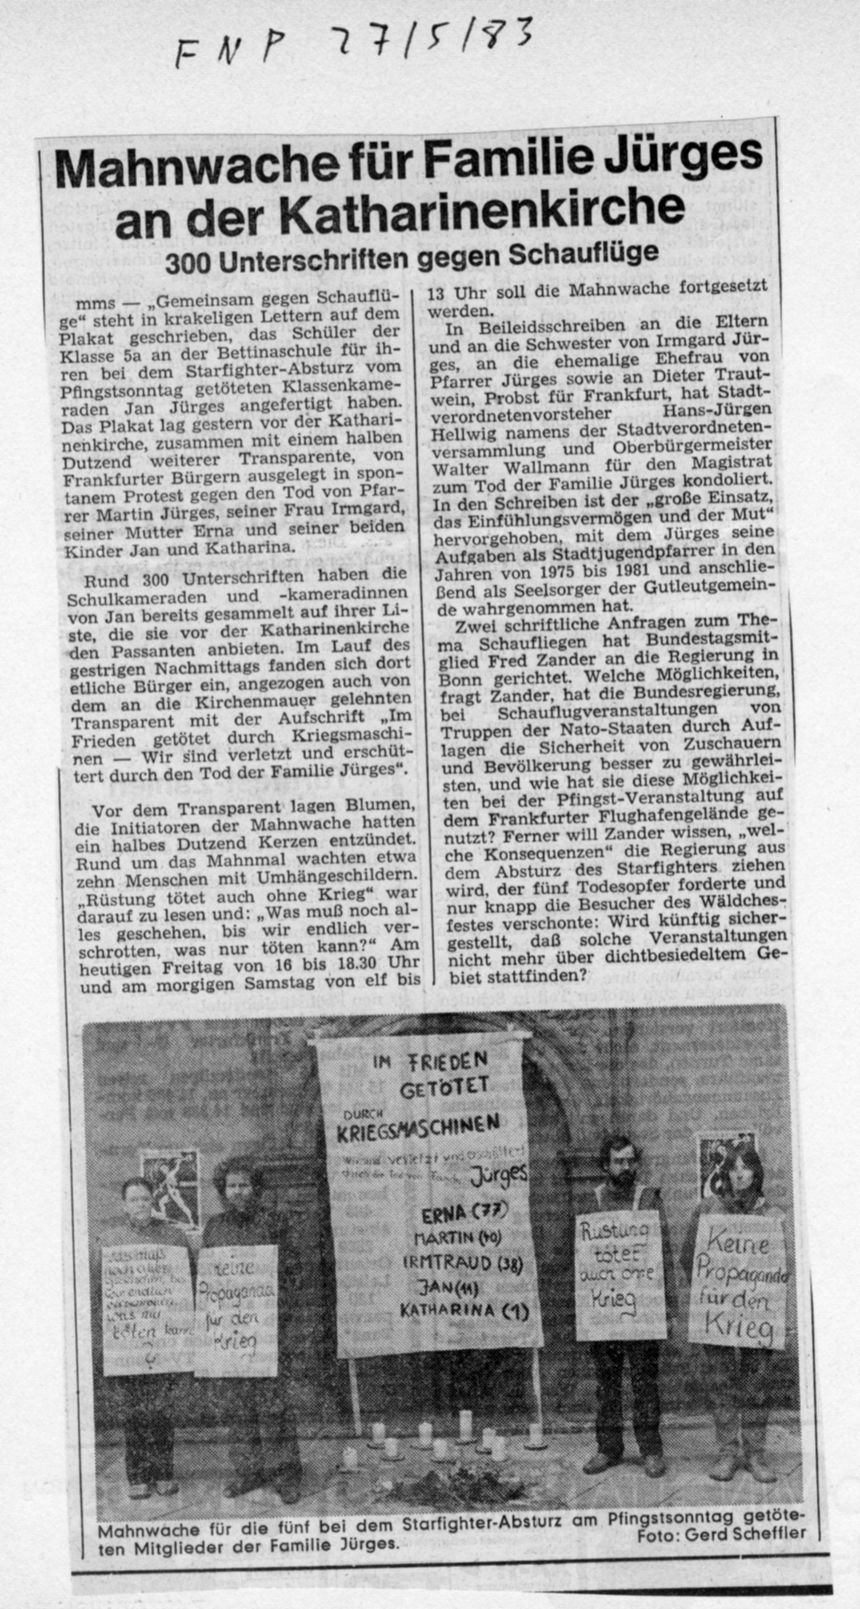 FNP 27/5/83
Mahnwache für Familie Jürges
an der Katharinenkirche
300 Unterschriften gegen Schauflüge
mms — „Gemeinsam gegen Schauflü-
ge“ steht in krakeligen Lettern auf dem
Plakat geschrieben, das Schüler der
Klasse 5a an der Bettinaschule für ih-
ren bei dem Starfighter-Absturz vom
Pfingstsonntag getöteten Klassenkame-
raden Jan Jürges angefertigt haben.
Das Plakat lag gestern vor der Kathari-
nenkirche, zusammen mit einem halben
Dutzend weiterer Transparente, von
Frankfurter Bürgern ausgelegt in spon-
tanem Protest gegen den Tod von Pfar-
rer Martin Jürges, seiner Frau Irmgard,
seiner Mutter Erna und seiner beiden
Kinder Jan und Katharina.
Rund 300 Unterschriften haben die
Schulkameraden und -kameradinnen
von Jan bereits gesammelt auf ihrer Li-
ste, die sie vor der Katharinenkirche
den Passanten anbieten. Im Lauf des
gestrigen Nachmittags fanden sich dort
etliche Bürger ein, angezogen auch von
dem an die Kirchenmauer gelehnten
Transparent mit der Aufschrift „Im
Frieden getötet durch Kriegsmaschi-
nen — Wir sind verletzt und erschüt-
tert durch den Tod der Familie Jürges“.
Vor dem Transparent lagen Blumen,
die Initiatoren der Mahnwache hatten
ein halbes Dutzend Kerzen entzündet.
Rund um das Mahnmal wachten etwa
zehn Menschen mit Umhängeschildern.
„Rüstung tötet auch ohne Krieg“ war
darauf zu lesen und: „Was muß noch al-
les geschehen, bis wir endlich ver-
schrotten, was nur töten kann?“ Am
heutigen Freitag von 16 bis 18.30 Uhr
und am morgigen Samstag von elf bis
13 Uhr soll die Mahnwache fortgesetzt
werden.
In Beileidsschreiben an die Eltern
und an die Schwester von Irmgard Jür-
ges, an die ehemalige Ehefrau von
Pfarrer Jürges sowie an Dieter Traut-
wein, Probst für Frankfurt, hat Stadt-
verordnetenvorsteher Hans-Jürgen
Hellwig namens der Stadtverordneten-
versammlung und Oberbürgermeister
Walter Wallmann für den Magistrat
zum Tod der Familie Jürges kondoliert.
In den Schreiben ist der „große Einsatz,
das Einfühlungsvermögen und der Mut“
hervorgehoben, mit dem Jürges seine
Aufgaben als Stadtjugendpfarrer in den
Jahren von 1975 bis 1981 und anschlie-
ßend als Seelsorger der Gutleutgemein-
de wahrgenommen hat.
Zwei schriftliche Anfragen zum The-
ma Schaufliegen hat Bundestagsmit-
glied Fred Zander an die Regierung in
Bonn gerichtet. Welche Möglichkeiten,
fragt Zander, hat die Bundesregierung,
bei Schauflugveranstaltungen von
Truppen der Nato-Staaten durch Auf-
lagen die Sicherheit von Zuschauern
und Bevölkerung besser zu gewährlei-
sten, und wie hat sie diese Möglichkei-
ten bei der Pfingst-Veranstaltung auf
dem Frankfurter Flughafengelände ge-
nutzt? Ferner will Zander wissen, „wel-
che Konsequenzen“ die Regierung aus
dem Absturz des Starfighters ziehen
wird, der fünf Todesopfer forderte und
nur knapp die Besucher des Wäldches-
festes verschonte: Wird künftig sicher-
gestellt, daß solche Veranstaltungen
nicht mehr über dichtbesiedeltem Ge-
biet stattfinden?
IM FRIEDEN
GETÖTET
DURCH
KRIEGSMASCHINEN
Wir sind verletzt und erschüttert
durch den Tod von Familie Jürges
ERNA (77)
MARTIN (40)
IRMTRAUD (38)
JAN (11)
KATHARINA (1)
was muß
noch alles
geschehen, bis
wir endlich
verschrotten,
was nur
töten kann
?
Keine
Propaganda
für den
Krieg
Rüstung
tötet
auch ohne
Krieg
Keine
Propaganda
für den
Krieg
Mahnwache für die fünf bei dem Starfighter-Absturz am Pfingstsonntag getöte-
ten Mitglieder der Familie Jürges. Foto: Gerd Scheffler